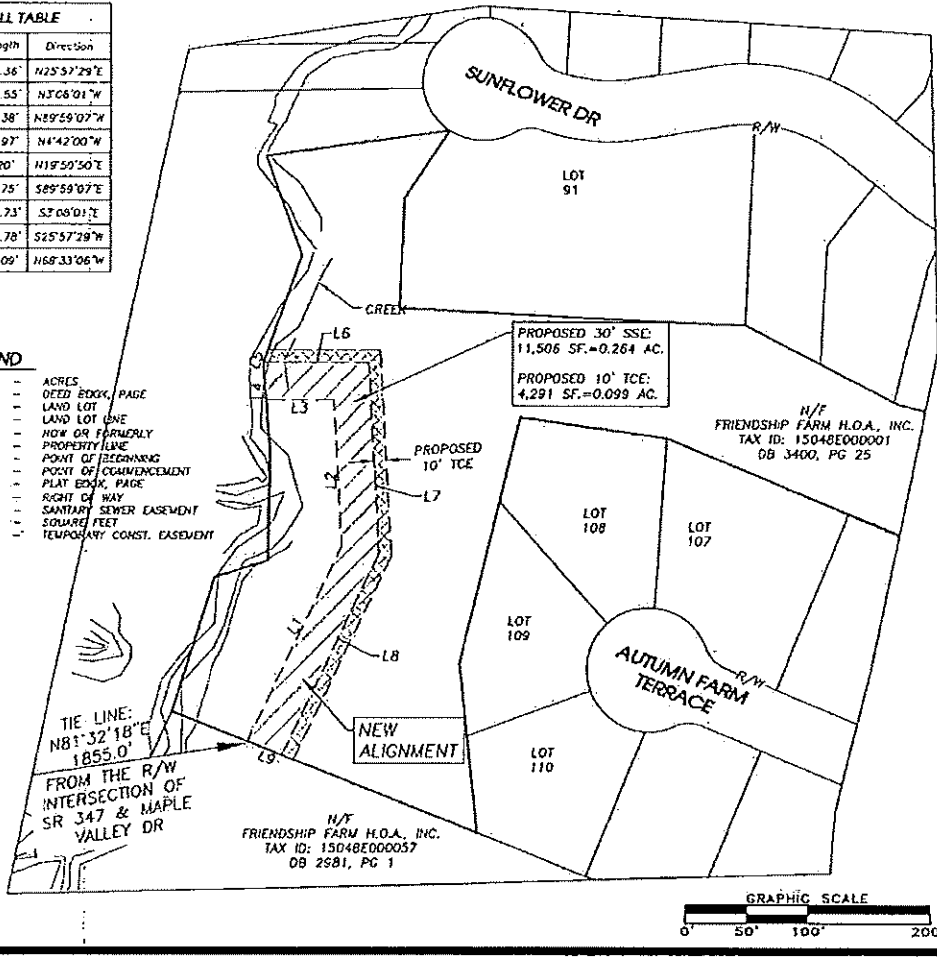 LL TABLE
ngth Direction
.36' N25°57'29"E
.55' N3°08'01"W
.38' N89°59'07"W
.97' N4°42'00"W
20' N19°50'50"E
.75' S89°59'07"E
.73' S3°08'01"E
.78' S25°57'29"W
.09' N68°33'06"W
SUNFLOWER DR
R/W
LOT
91
CREEK
L6
PROPOSED 30' SSE:
11,506 SF.=0.264 AC.
PROPOSED 10' TCE:
4,291 SF.=0.099 AC.
ND
- ACRES
- DEED BOOK, PAGE
- LAND LOT
- LAND LOT LINE
- NOW OR FORMERLY
- PROPERTY LINE
- POINT OF BEGINNING
- POINT OF COMMENCEMENT
- PLAT BOOK, PAGE
- RIGHT OF WAY
- SANITARY SEWER EASEMENT
- SQUARE FEET
- TEMPORARY CONST. EASEMENT
L3
L2
PROPOSED
10' TCE
L7
N/F
FRIENDSHIP FARM H.O.A., INC.
TAX ID: 15048E000001
DB 3400, PG 25
LOT
108
LOT
107
LOT
109
L1
L8
AUTUMN FARM
TERRACE
R/W
NEW
ALIGNMENT
LOT
110
L9
TIE LINE:
N81°32'18"E
1855.0'
FROM THE R/W
INTERSECTION OF
SR 347 & MAPLE
VALLEY DR
N/F
FRIENDSHIP FARM H.O.A., INC.
TAX ID: 15048E000057
DB 2981, PG 1
GRAPHIC SCALE
0' 50' 100' 200